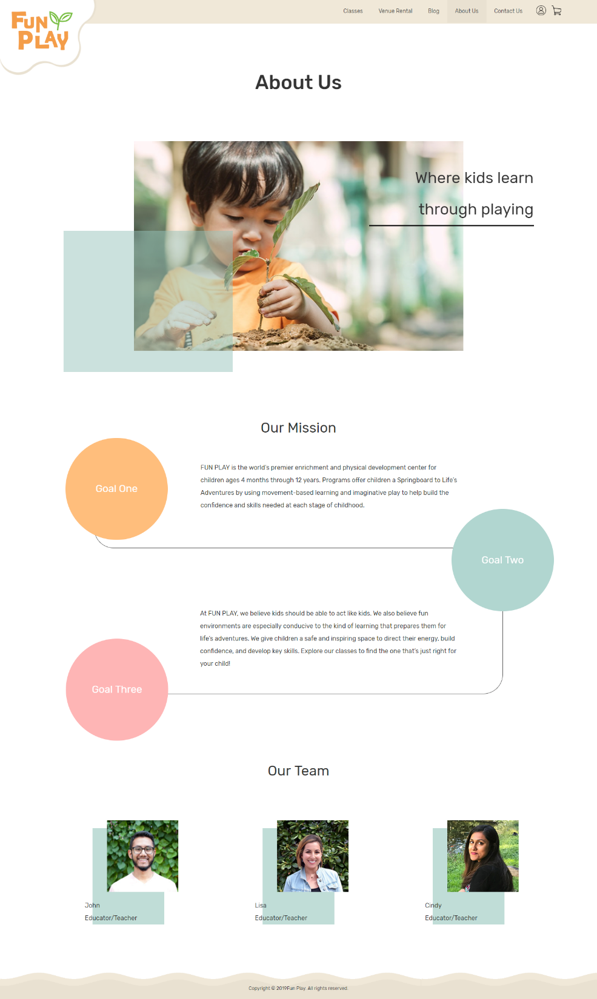 FUN
PLAY
Classes Venue Rental Blog About Us Contact Us
About Us
Where kids learn
through playing
Our Mission
Goal One
FUN PLAY is the world's premier enrichment and physical development center for
children ages 4 months through 12 years. Programs offer children a Springboard to Life's
Adventures by using movement-based learning and imaginative play to help build the
confidence and skills needed at each stage of childhood.
Goal Two
At FUN PLAY, we believe kids should be able to act like kids. We also believe fun
environments are especially conducive to the kind of learning that prepares them for
life's adventures. We give children a safe and inspiring space to direct their energy, build
confidence, and develop key skills. Explore our classes to find the one that's just right for
your child!
Goal Three
Our Team
John
Educator/Teacher
Lisa
Educator/Teacher
Cindy
Educator/Teacher
Copyright © 2019Fun Play. All rights reserved.